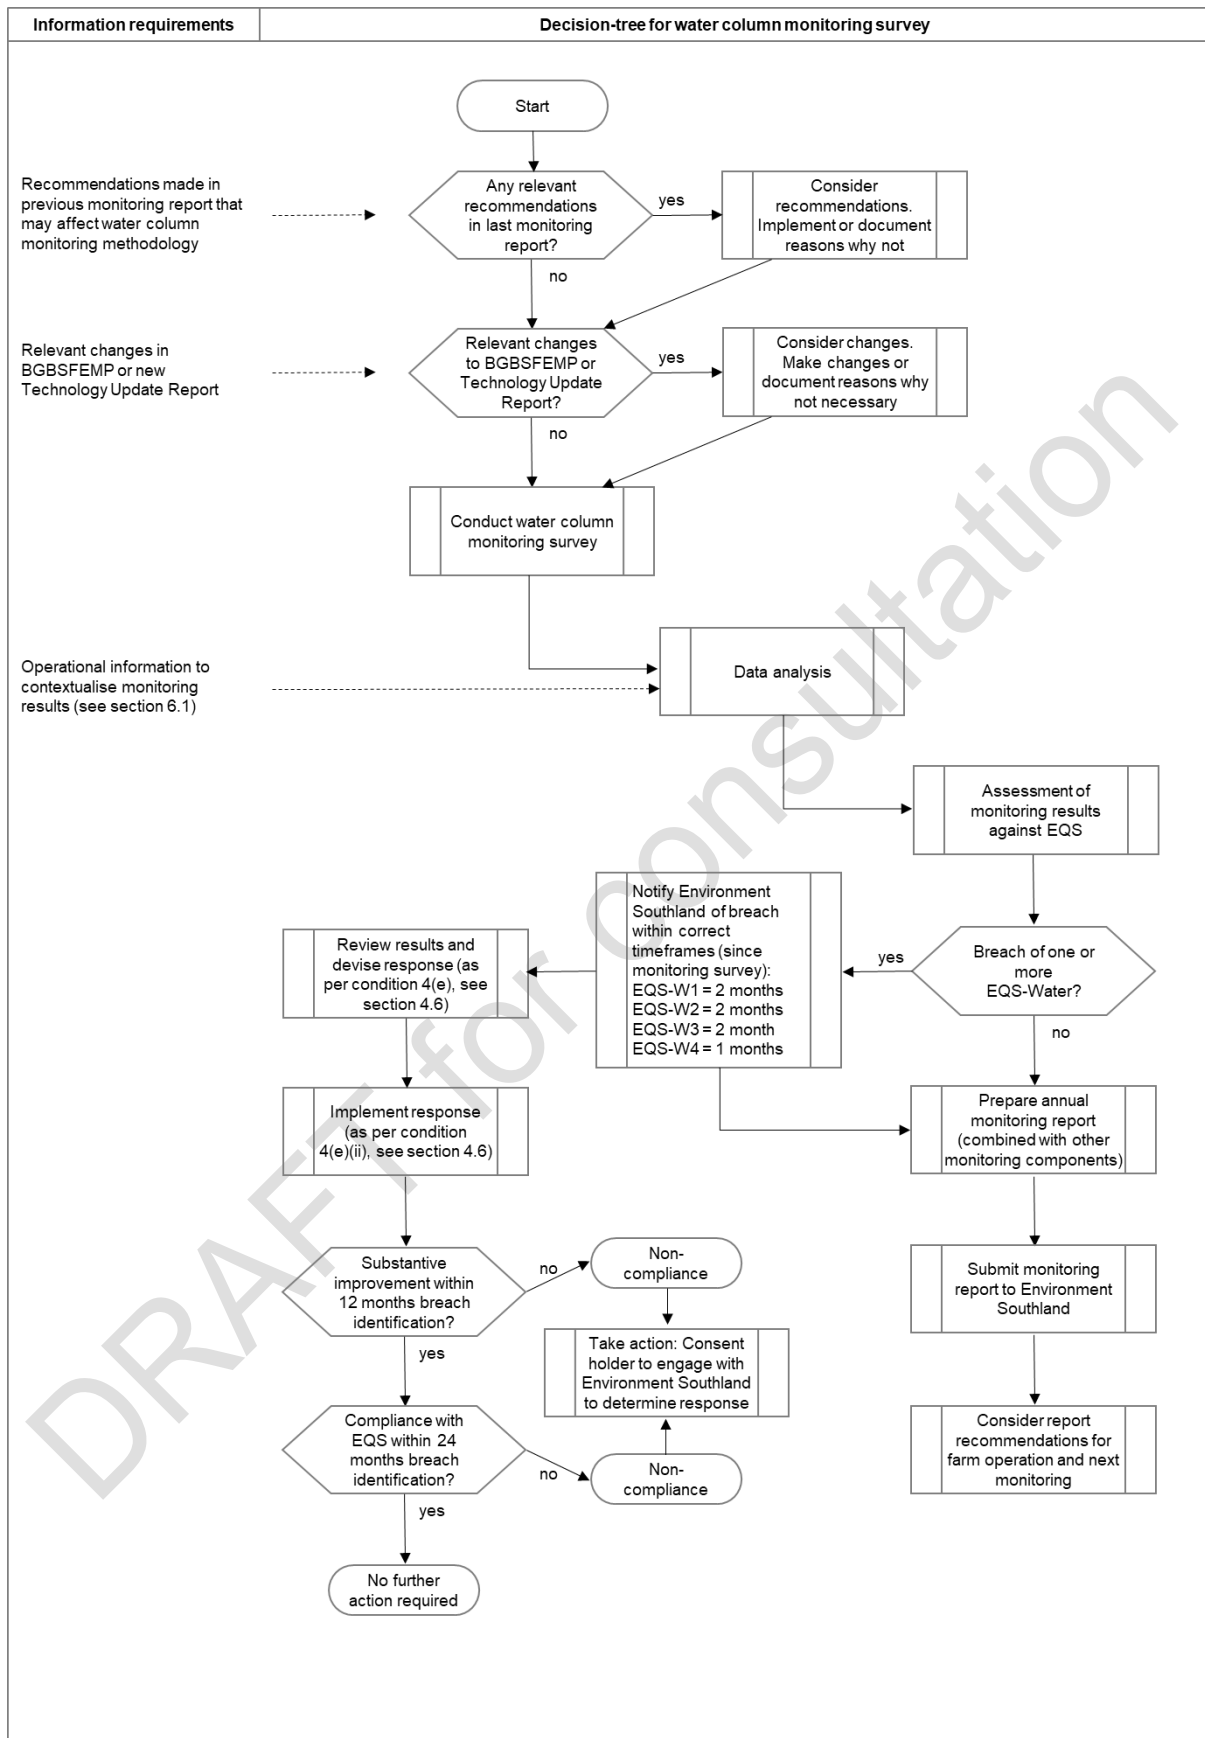 Information requirements
Decision-tree for water column monitoring survey
Start
Recommendations made in
previous monitoring report that
may affect water column
monitoring methodology
Any relevant
recommendations
in last monitoring
report?
yes
Consider
recommendations.
Implement or document
reasons why not
no
Relevant changes in
BGBSFEMP or new
Technology Update Report
Relevant changes
to BGBSFEMP or
Technology Update
Report?
yes
Consider changes.
Make changes or
document reasons why
not necessary
no
Conduct water column
monitoring survey
Operational information to
contextualise monitoring
results (see section 6.1)
Data analysis
Assessment of
monitoring results
against EQS
Breach of one or
more
EQS-Water?
yes
Notify Environment
Southland of breach
within correct
timeframes (since
monitoring survey):
EQS-W1 = 2 months
EQS-W2 = 2 months
EQS-W3 = 2 month
EQS-W4 = 1 months
Review results and
devise response (as
per condition 4(e), see
section 4.6)
no
Implement response
(as per condition
4(e)(ii), see section 4.6)
Prepare annual
monitoring report
(combined with other
monitoring components)
Substantive
improvement within
12 months breach
identification?
no
Non-
compliance
Submit monitoring
report to Environment
Southland
yes
Take action: Consent
holder to engage with
Environment Southland
to determine response
Compliance with
EQS within 24
months breach
identification?
no
Non-
compliance
Consider report
recommendations for
farm operation and next
monitoring
yes
No further
action required
DRAFT for consultation